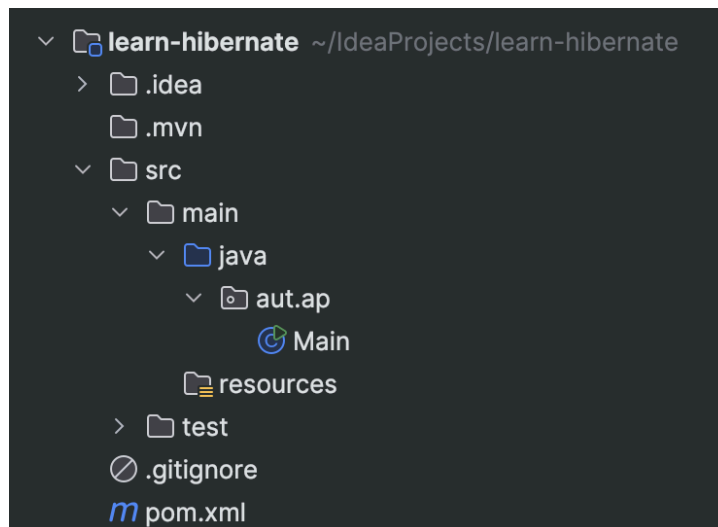 learn-hibernate ~/IdeaProjects/learn-hibernate
.idea
.mvn
src
main
java
aut.ap
Main
resources
test
.gitignore
pom.xml